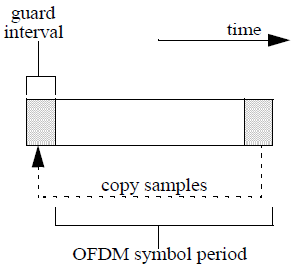 guard
interval
time
copy samples
OFDM symbol period